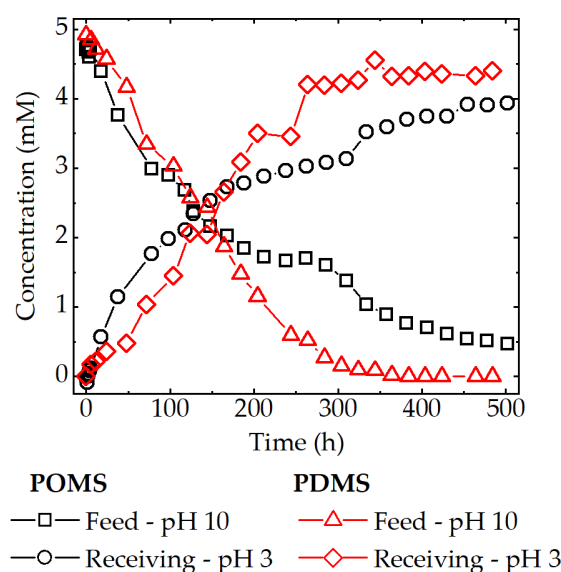 5
4
3
2
1
0
Concentration (mM)
0 100 200 300 400 500
Time (h)
POMS PDMS
Feed - pH 10 Feed - pH 10
Receiving - pH 3 Receiving - pH 3